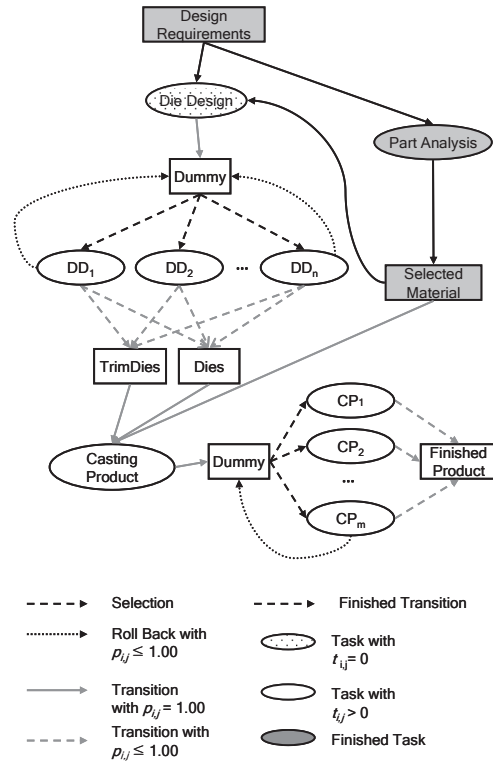 Design
Requirements
Die Design
Part Analysis
Dummy
DD1
DD2
...
DDn
Selected
Material
TrimDies
Dies
CP1
Casting
Product
Dummy
CP2
Finished
Product
...
CPm
Selection
Finished Transition
Roll Back with
pi,j ≤ 1.00
Task with
ti,j = 0
Transition
with pi,j = 1.00
Task with
ti,j > 0
Transition with
pi,j ≤ 1.00
Finished Task